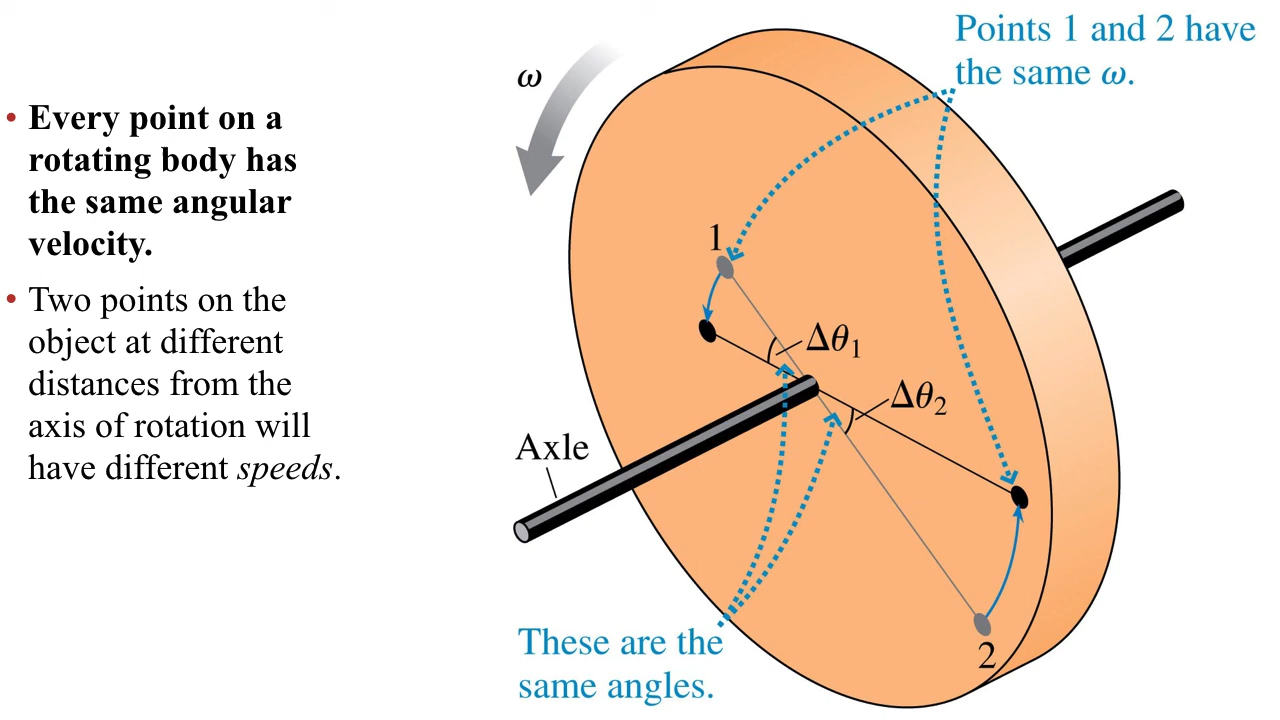 • Every point on a
rotating body has
the same angular
velocity.
• Two points on the
object at different
distances from the
axis of rotation will
have different speeds.
Points 1 and 2 have
the same ω.
ω
1
Δθ₁
Δθ₂
Axle
These are the
same angles.
2